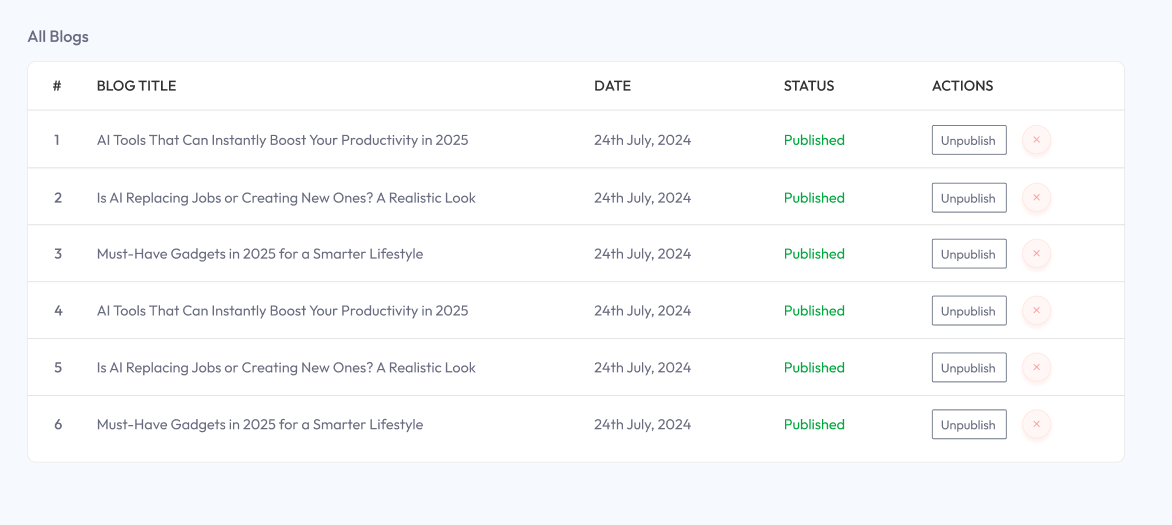 All Blogs
# BLOG TITLE DATE STATUS ACTIONS
1 AI Tools That Can Instantly Boost Your Productivity in 2025 24th July, 2024 Published Unpublish ×
2 Is AI Replacing Jobs or Creating New Ones? A Realistic Look 24th July, 2024 Published Unpublish ×
3 Must-Have Gadgets in 2025 for a Smarter Lifestyle 24th July, 2024 Published Unpublish ×
4 AI Tools That Can Instantly Boost Your Productivity in 2025 24th July, 2024 Published Unpublish ×
5 Is AI Replacing Jobs or Creating New Ones? A Realistic Look 24th July, 2024 Published Unpublish ×
6 Must-Have Gadgets in 2025 for a Smarter Lifestyle 24th July, 2024 Published Unpublish ×